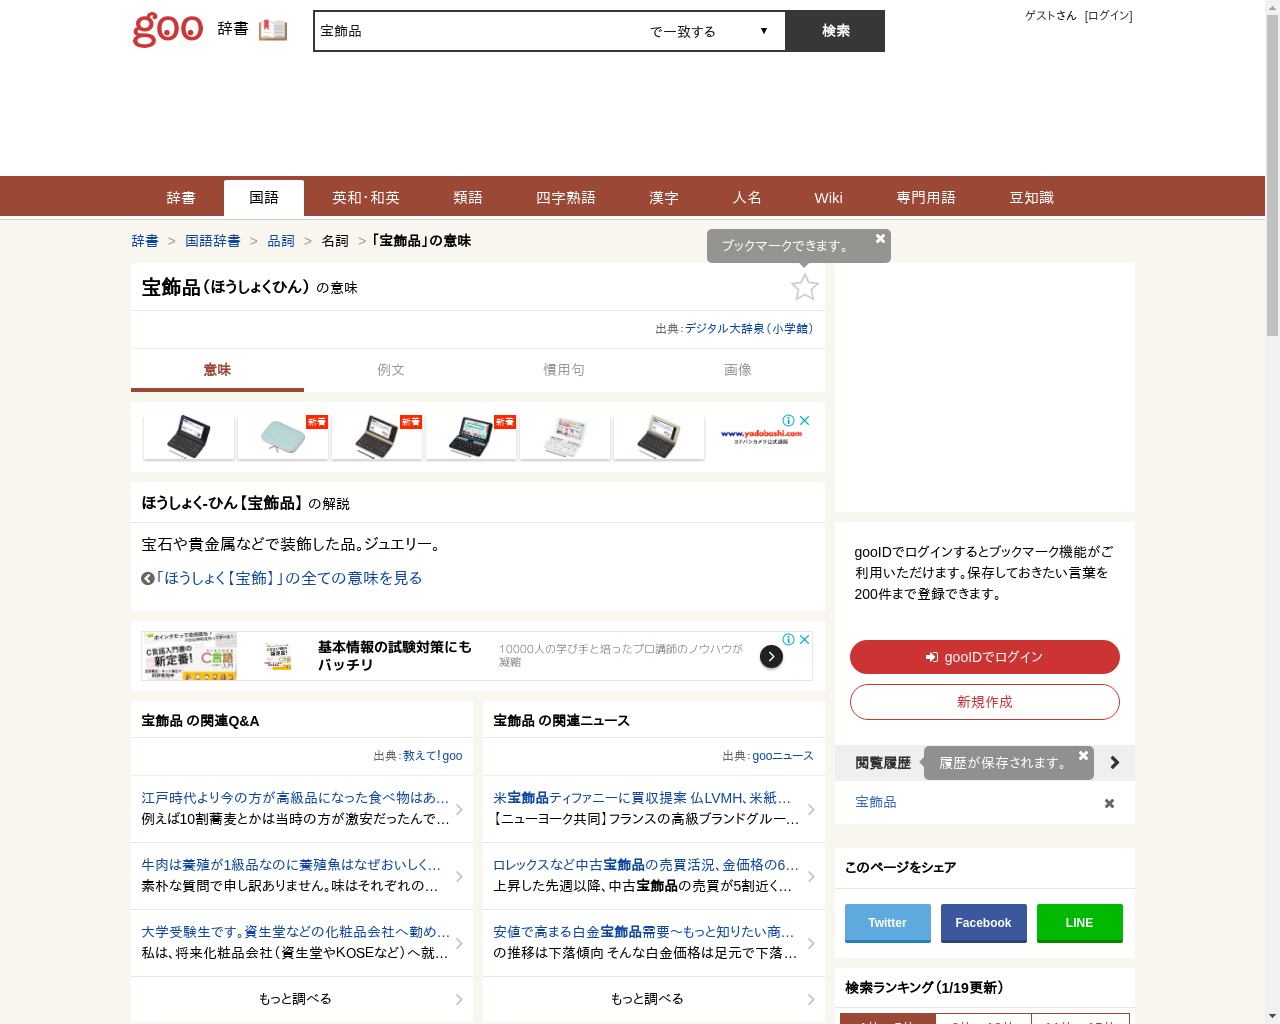 goo 辞書
宝飾品 で一致する ▼ 検索
ゲストさん [ログイン]
辞書 国語 英和・和英 類語 四字熟語 漢字 人名 Wiki 専門用語 豆知識
辞書 > 国語辞書 > 品詞 > 名詞 > 「宝飾品」の意味
ブックマークできます。
宝飾品(ほうしょくひん) の意味
出典:デジタル大辞泉(小学館)
意味 例文 慣用句 画像
新着 新着 新着
www.yodobashi.com
ヨドバシカメラ公式通販
ほうしょく‐ひん【宝飾品】 の解説
宝石や貴金属などで装飾した品。ジュエリー。
「ほうしょく【宝飾】」の全ての意味を見る
C言語入門書の
新定番!
C言語
入門
基本情報の試験対策にも
バッチリ
10000人の学び手と培ったプロ講師のノウハウが
凝縮
宝飾品 の関連Q&A
出典:教えて!goo
江戸時代より今の方が高級品になった食べ物はあ…
例えば10割蕎麦とかは当時の方が激安だったんで…
牛肉は養殖が1級品なのに養殖魚はなぜおいしく…
素朴な質問で申し訳ありません。味はそれぞれの…
大学受験生です。資生堂などの化粧品会社へ勤め…
私は、将来化粧品会社(資生堂やKOSEなど)へ就…
もっと調べる
宝飾品 の関連ニュース
出典:gooニュース
米宝飾品ティファニーに買収提案 仏LVMH、米紙…
【ニューヨーク共同】フランスの高級ブランドグルー…
ロレックスなど中古宝飾品の売買活況、金価格の6…
上昇した先週以降、中古宝飾品の売買が5割近く…
安値で高まる白金宝飾品需要〜もっと知りたい商…
の推移は下落傾向 そんな白金価格は足元で下落…
もっと調べる
gooIDでログインするとブックマーク機能がご
利用いただけます。保存しておきたい言葉を
200件まで登録できます。
gooIDでログイン
新規作成
閲覧履歴 履歴が保存されます。
宝飾品
このページをシェア
Twitter Facebook LINE
検索ランキング(1/19更新)